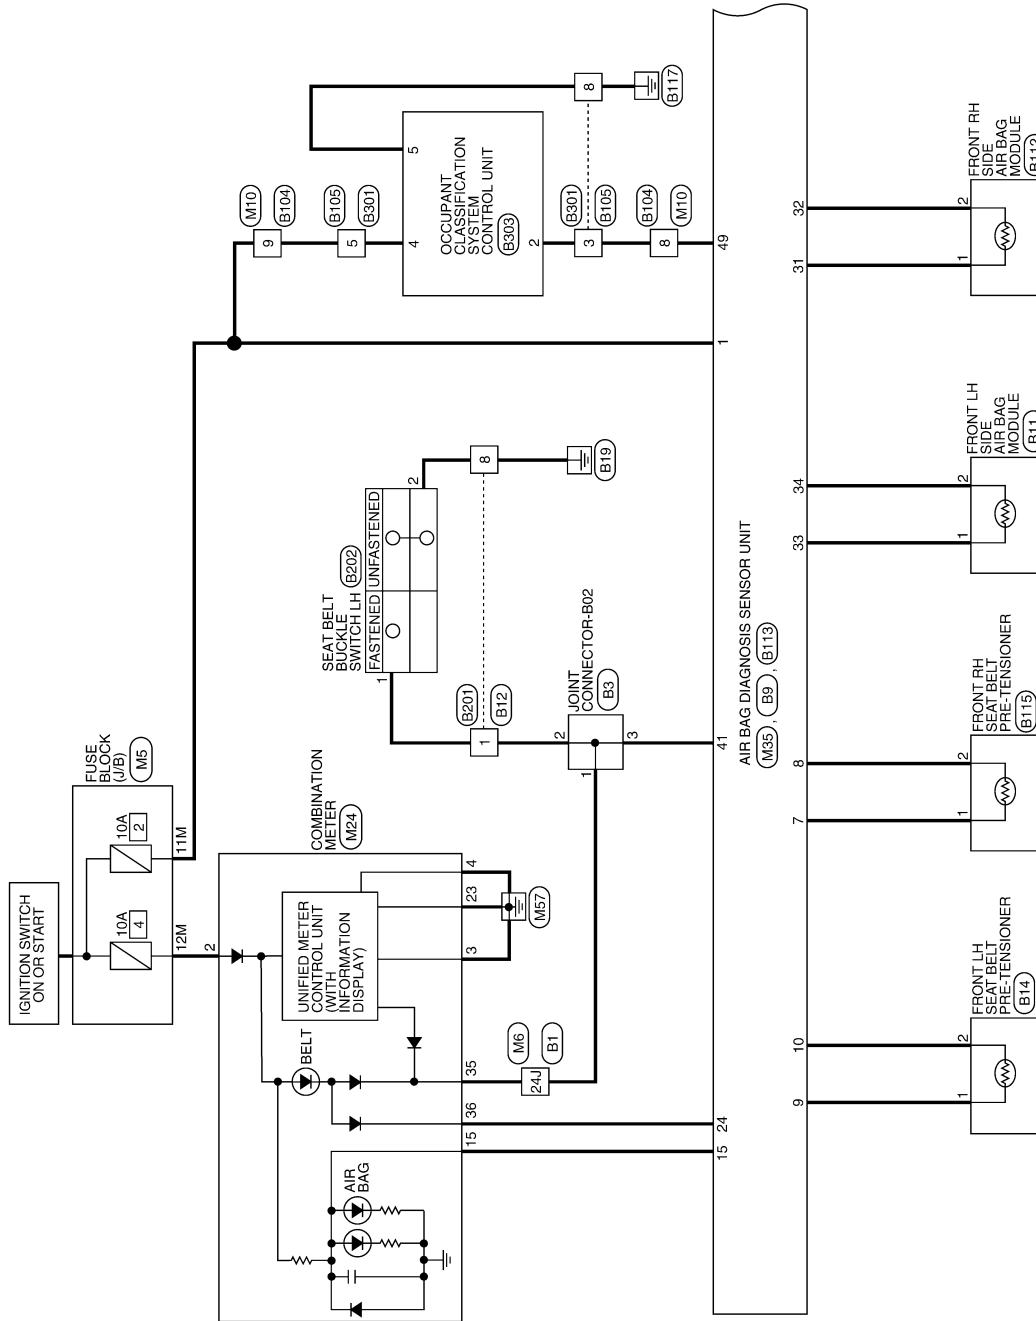 IGNITION SWITCH
ON OR START
FUSE
BLOCK
(J/B)
M5
10A
4
10A
2
12M
11M
2
COMBINATION
METER
M24
UNIFIED METER
CONTROL UNIT
(WITH
INFORMATION
DISPLAY)
BELT
AIR
BAG
15
36
35
3
23
4
M57
M6
B1
24J
SEAT BELT
BUCKLE
SWITCH LH
B202
FASTENED
UNFASTENED
1
2
B201
B12
1
8
B19
JOINT
CONNECTOR-B02
B3
2
1
3
M10
B104
9
B105
B301
5
4
5
OCCUPANT
CLASSIFICATION
SYSTEM
CONTROL UNIT
B303
2
B301
B105
3
8
B117
B104
M10
8
15
24
41
1
49
AIR BAG DIAGNOSIS SENSOR UNIT
M35 , B9 , B113
9
10
7
8
33
34
31
32
FRONT LH
SEAT BELT
PRE-TENSIONER
B14
1
2
FRONT RH
SEAT BELT
PRE-TENSIONER
B115
1
2
FRONT LH
SIDE
AIR BAG
MODULE
1
2
FRONT RH
SIDE
AIR BAG
MODULE
1
2